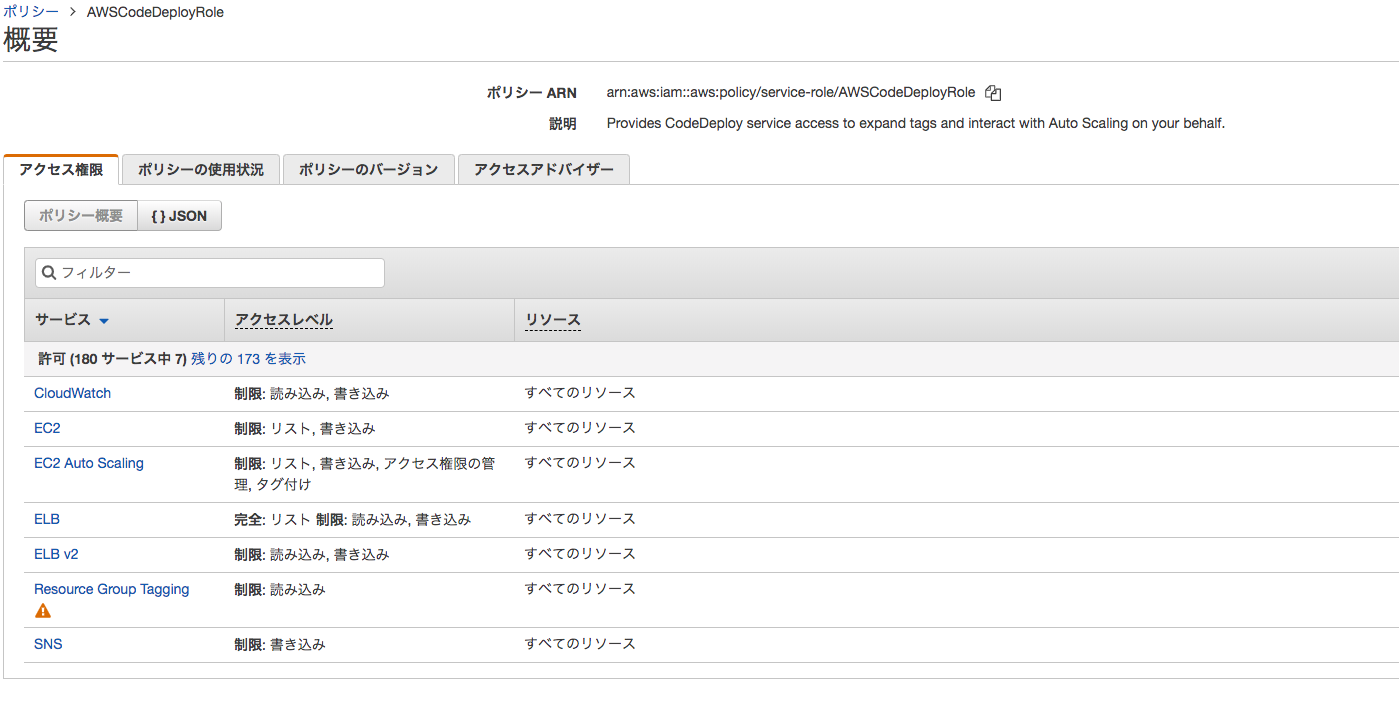 ポリシー > AWSCodeDeployRole
概要
ポリシー ARN arn:aws:iam::aws:policy/service-role/AWSCodeDeployRole
説明 Provides CodeDeploy service access to expand tags and interact with Auto Scaling on your behalf.
アクセス権限 ポリシーの使用状況 ポリシーのバージョン アクセスアドバイザー
ポリシー概要 { } JSON
フィルター
サービス アクセスレベル リソース
許可 (180 サービス中 7) 残りの 173 を表示
CloudWatch 制限: 読み込み, 書き込み すべてのリソース
EC2 制限: リスト, 書き込み すべてのリソース
EC2 Auto Scaling 制限: リスト, 書き込み, アクセス権限の管 すべてのリソース
理, タグ付け
ELB 完全: リスト 制限: 読み込み, 書き込み すべてのリソース
ELB v2 制限: 読み込み, 書き込み すべてのリソース
Resource Group Tagging 制限: 読み込み すべてのリソース
SNS 制限: 書き込み すべてのリソース